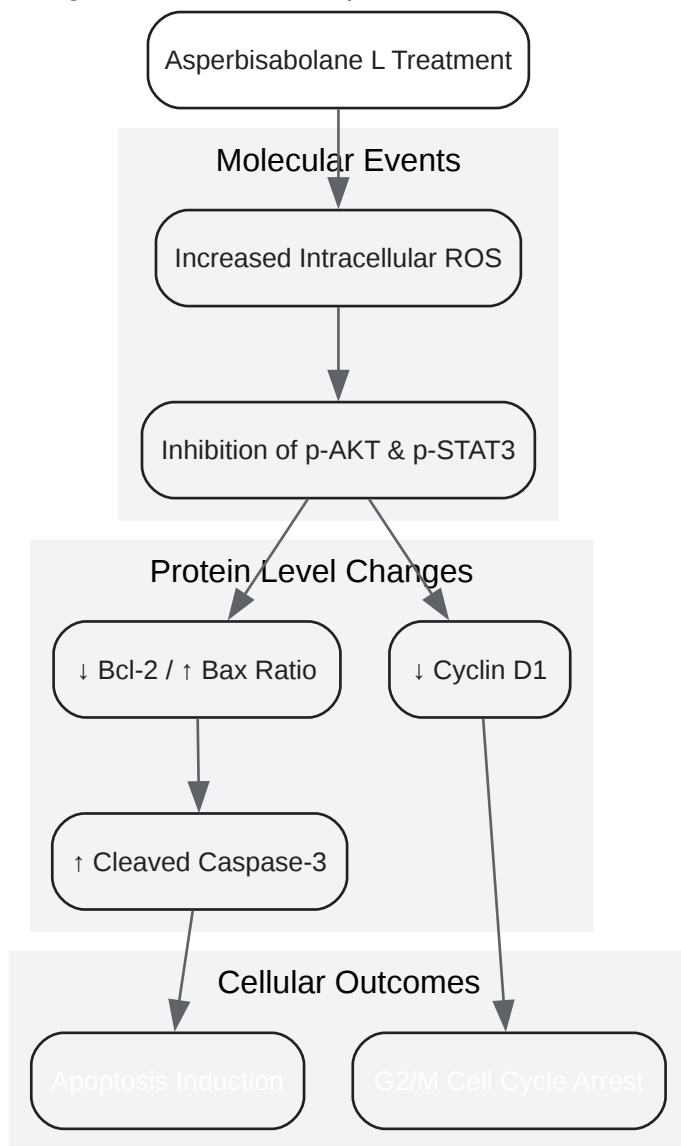 Asperbisabolane L Treatment
Molecular Events
Increased Intracellular ROS
Inhibition of p-AKT & p-STAT3
Protein Level Changes
↓ Bcl-2 / ↑ Bax Ratio
↓ Cyclin D1
↑ Cleaved Caspase-3
Cellular Outcomes
Apoptosis Induction
G2/M Cell Cycle Arrest